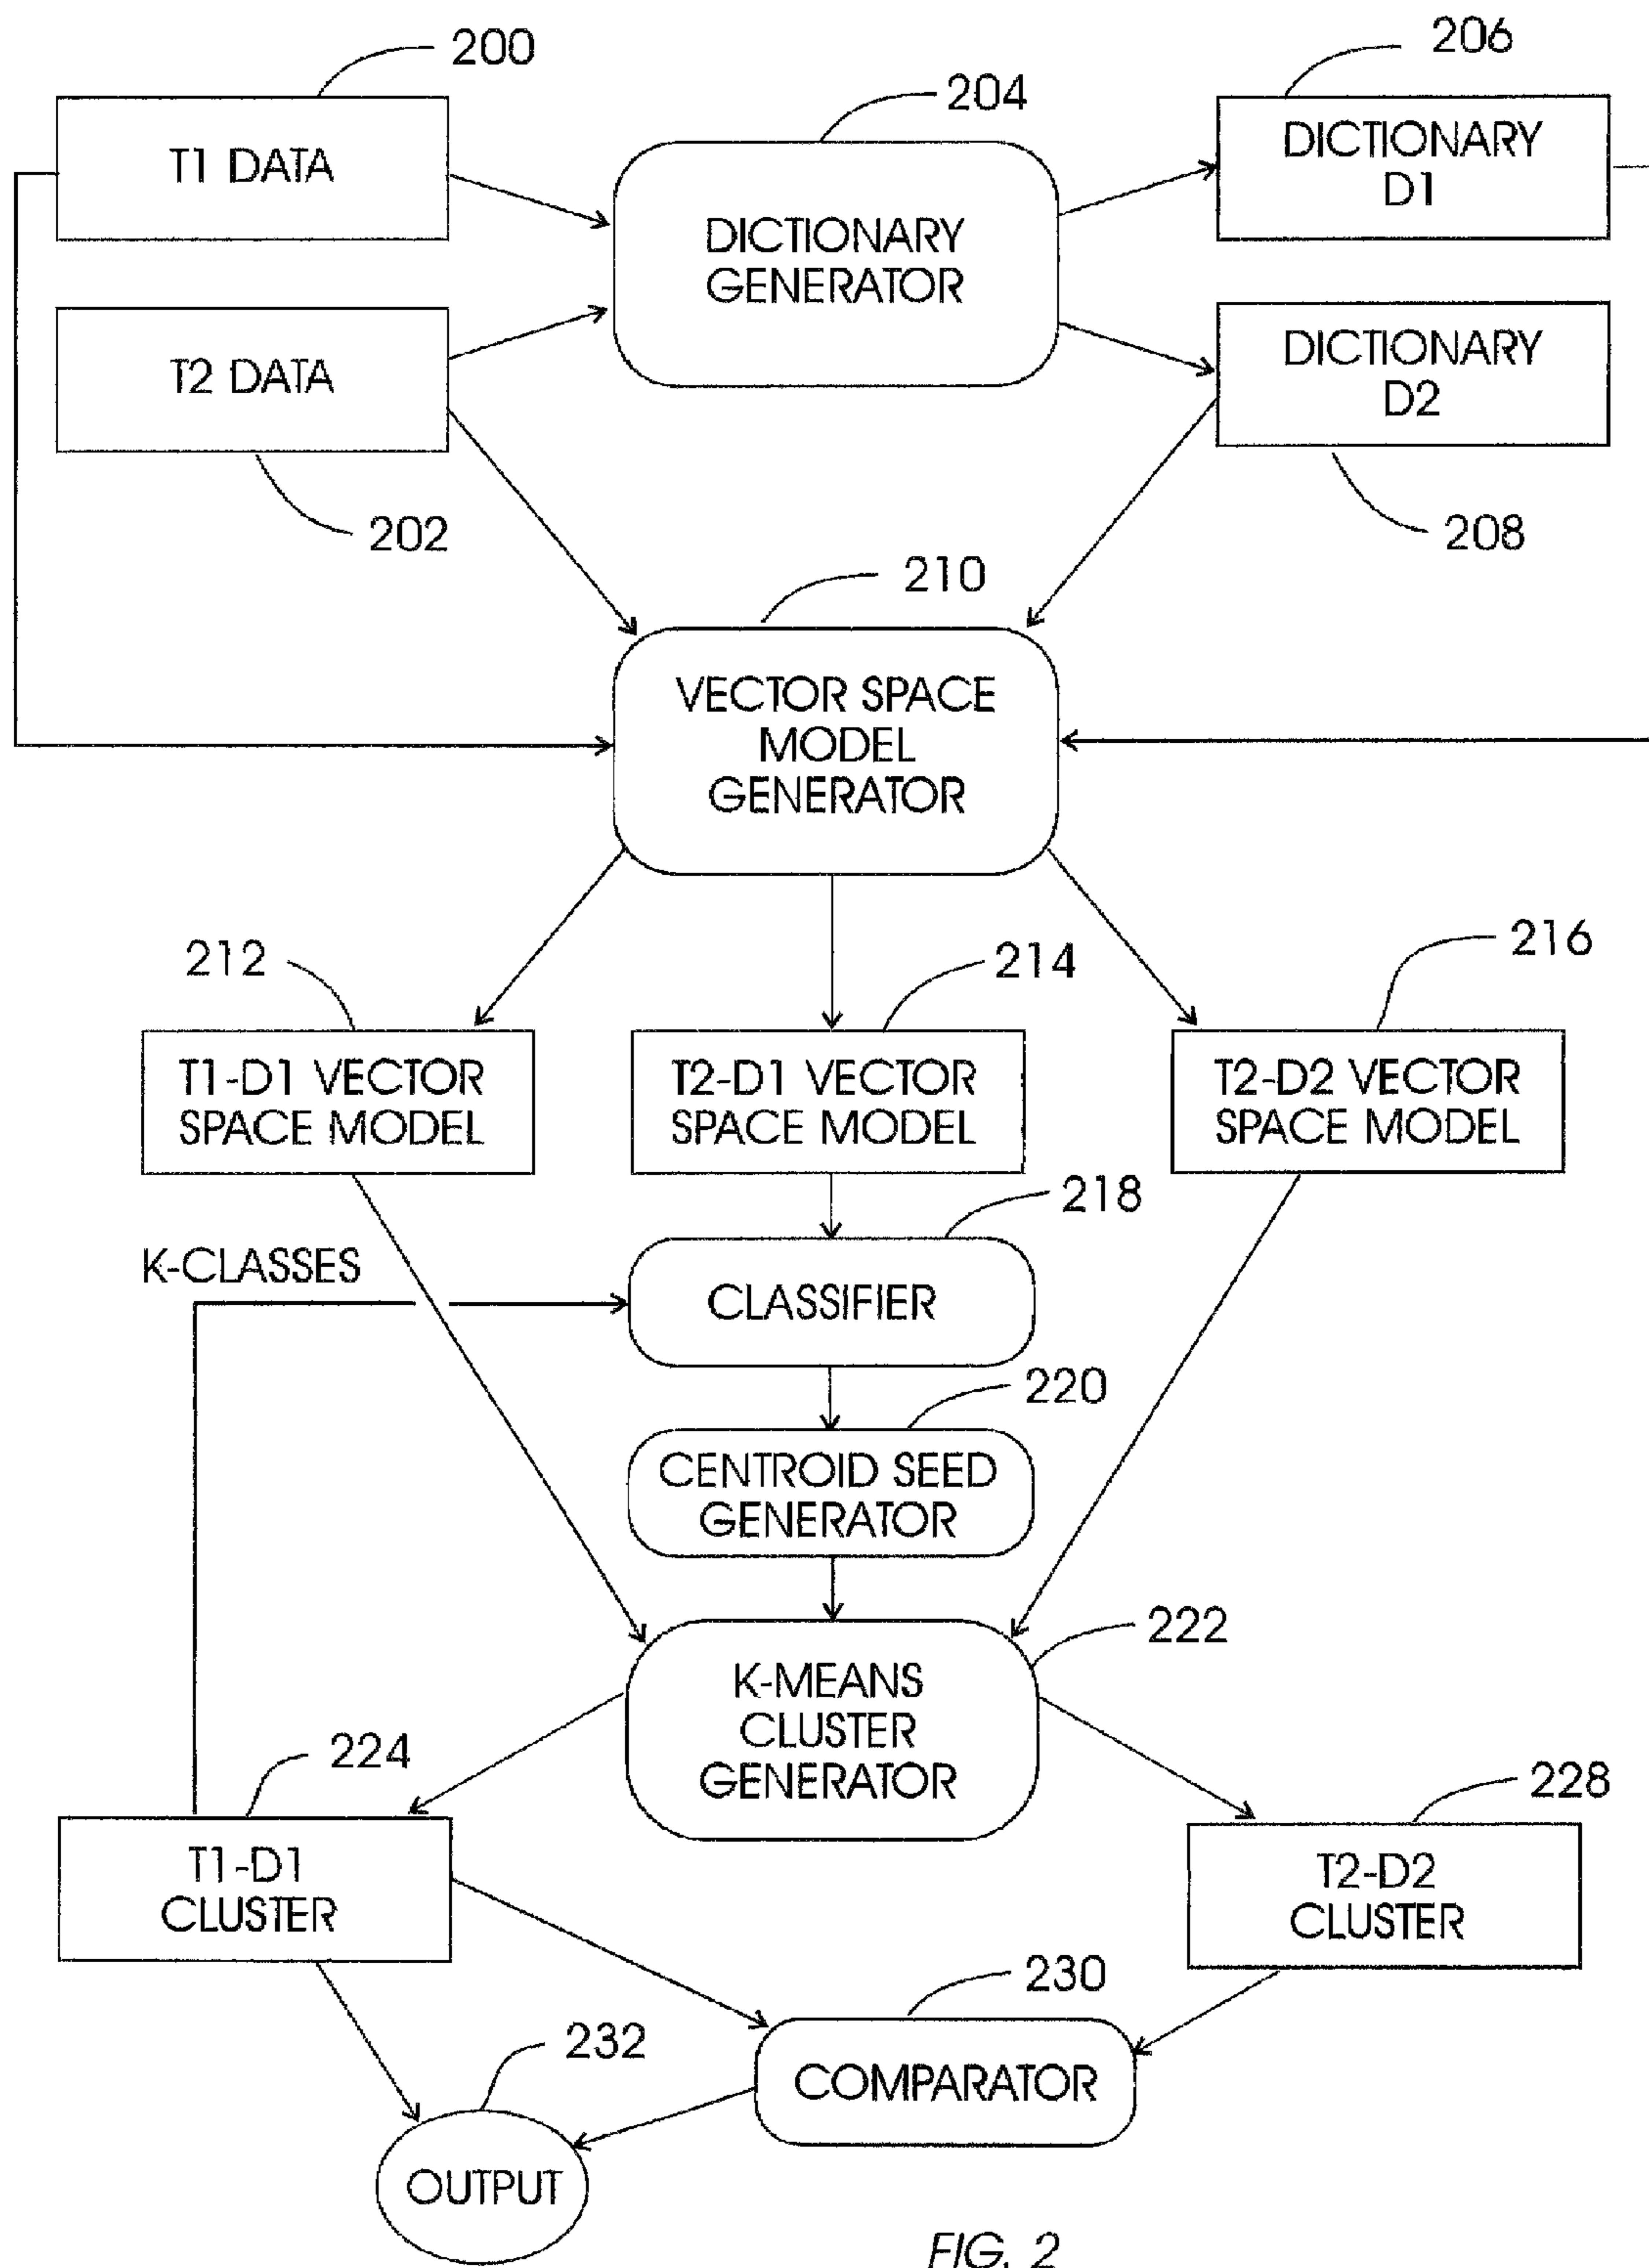 200
206
204
T1 DATA
DICTIONARY
D1
DICTIONARY
GENERATOR
T2 DATA
DICTIONARY
D2
202
208
210
VECTOR SPACE
MODEL
GENERATOR
212
214
216
T1-D1 VECTOR
SPACE MODEL
T2-D1 VECTOR
SPACE MODEL
T2-D2 VECTOR
SPACE MODEL
218
K-CLASSES
CLASSIFIER
220
CENTROID SEED
GENERATOR
222
K-MEANS
CLUSTER
GENERATOR
224
228
T1-D1
CLUSTER
T2-D2
CLUSTER
230
232
COMPARATOR
OUTPUT
FIG. 2